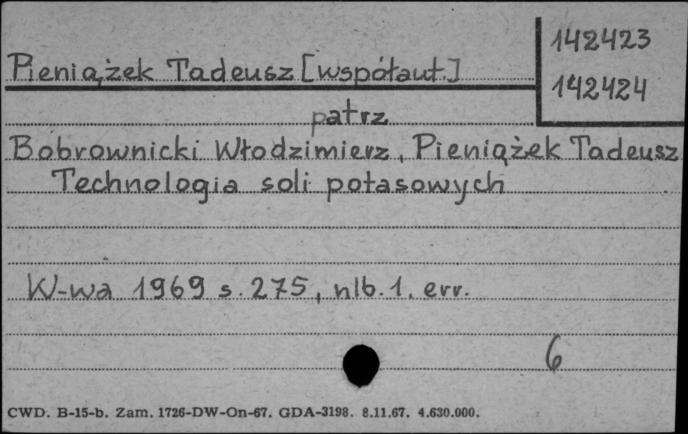 142423
Pieniążek Tadeusz [współaut.]
142424
patrz
Bobrownicki Włodzimierz, Pieniążek Tadeusz
Technologia soli potasowych
W-wa 1969 s. 275, nlb. 1, err.
6
CWD. B-15-b. Zam. 1726-DW-On-67. GDA-3198. 8.11.67. 4.630.000.